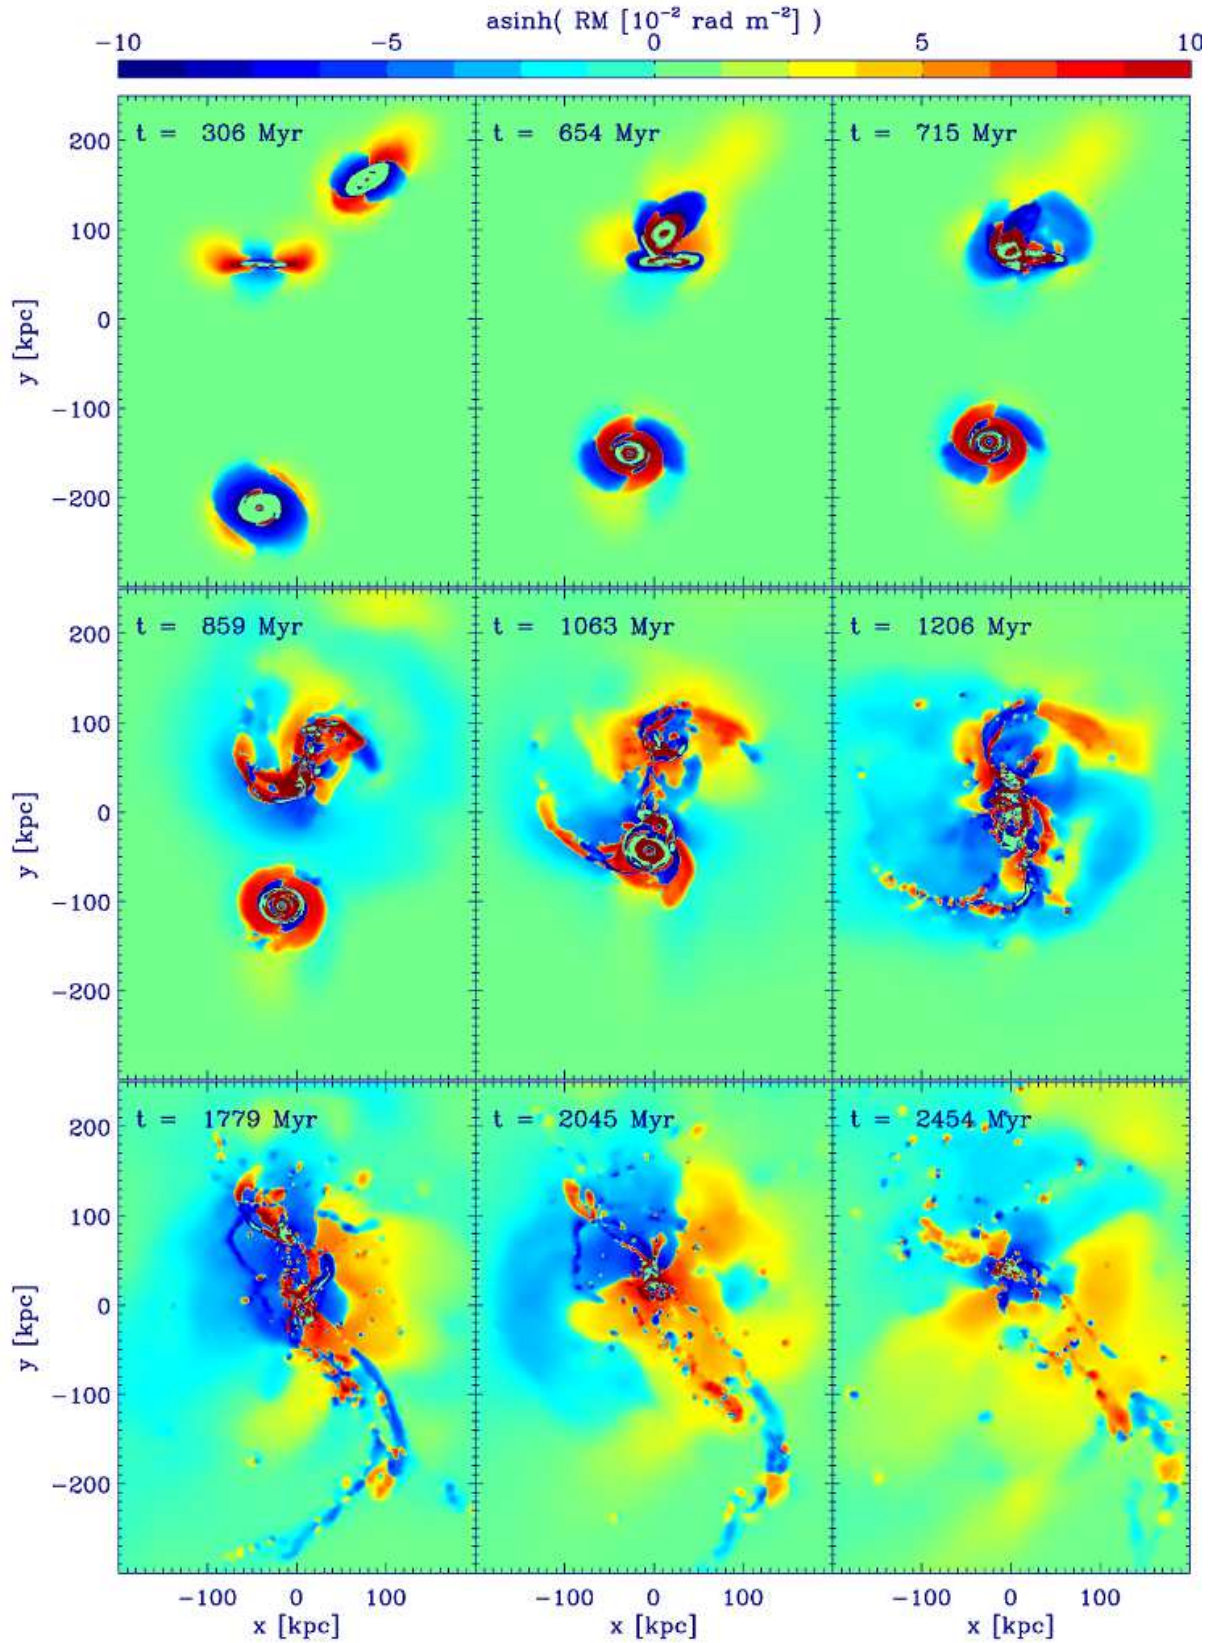 asinh( RM [10⁻² rad m⁻²] )
−10 −5 0 5 10
t = 306 Myr t = 654 Myr t = 715 Myr
200
100
0
−100
−200
y [kpc]
t = 859 Myr t = 1063 Myr t = 1206 Myr
200
100
0
−100
−200
y [kpc]
t = 1779 Myr t = 2045 Myr t = 2454 Myr
200
100
0
−100
−200
y [kpc]
−100 0 100 −100 0 100 −100 0 100
x [kpc] x [kpc] x [kpc]